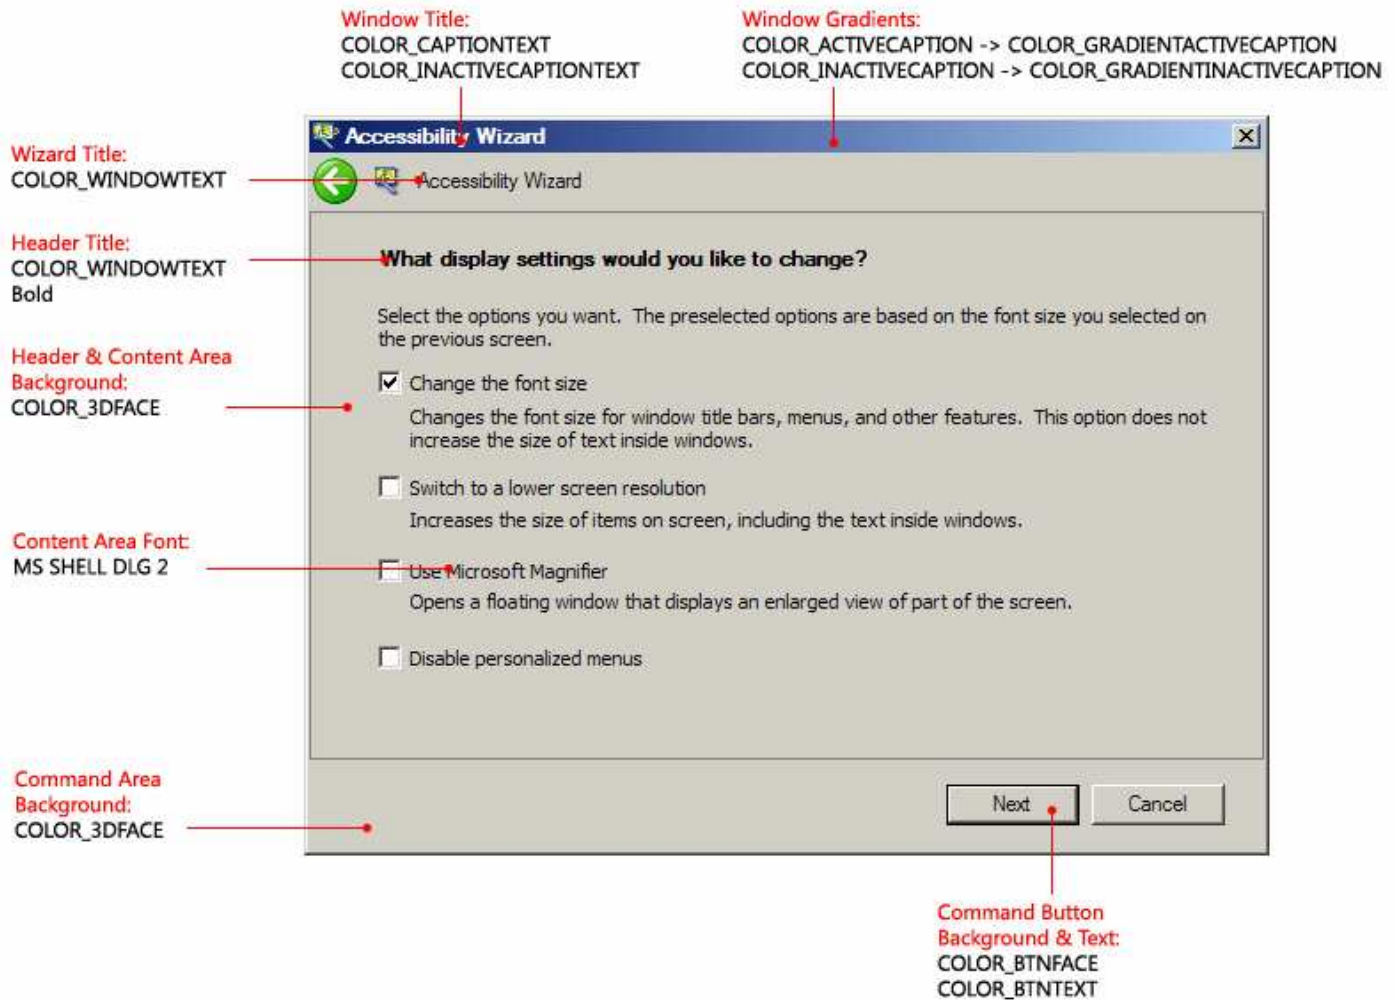 Window Title:
COLOR_CAPTIONTEXT
COLOR_INACTIVECAPTIONTEXT
Window Gradients:
COLOR_ACTIVECAPTION -> COLOR_GRADIENTACTIVECAPTION
COLOR_INACTIVECAPTION -> COLOR_GRADIENTINACTIVECAPTION
Accessibility Wizard
Wizard Title:
COLOR_WINDOWTEXT
Accessibility Wizard
Header Title:
COLOR_WINDOWTEXT
Bold
What display settings would you like to change?
Select the options you want. The preselected options are based on the font size you selected on
the previous screen.
Header & Content Area
Background:
COLOR_3DFACE
Change the font size
Changes the font size for window title bars, menus, and other features. This option does not
increase the size of text inside windows.
Switch to a lower screen resolution
Increases the size of items on screen, including the text inside windows.
Content Area Font:
MS SHELL DLG 2
Use Microsoft Magnifier
Opens a floating window that displays an enlarged view of part of the screen.
Disable personalized menus
Command Area
Background:
COLOR_3DFACE
Next
Cancel
Command Button
Background & Text:
COLOR_BTNFACE
COLOR_BTNTEXT